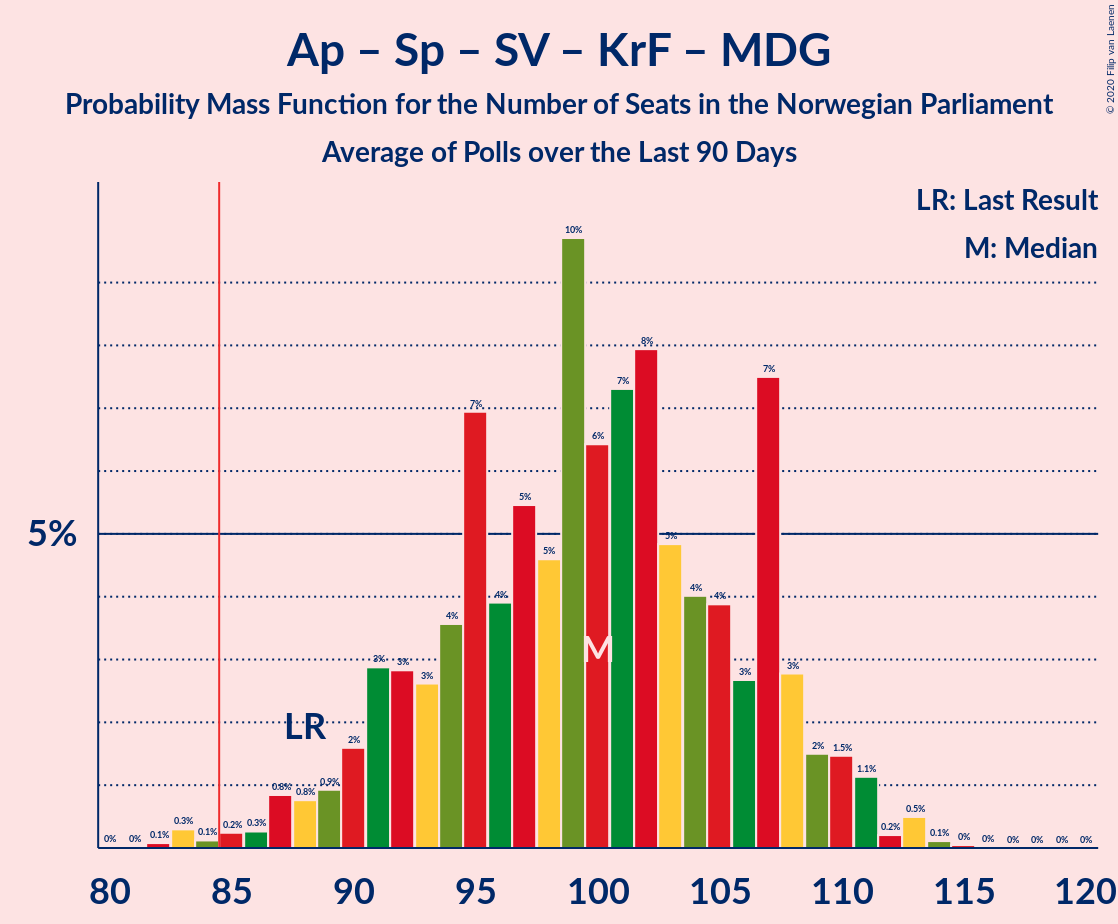 Ap – Sp – SV – KrF – MDG
Probability Mass Function for the Number of Seats in the Norwegian Parliament
Average of Polls over the Last 90 Days
© 2020 Filip van Laenen
LR: Last Result
M: Median
5%
LR
M
0% 0% 0.1% 0.3% 0.1% 0.2% 0.3% 0.8% 0.8% 0.9% 2% 3% 3% 3% 4% 7% 4% 5% 5% 10% 6% 7% 8% 5% 4% 4% 3% 7% 3% 2% 1.5% 1.1% 0.2% 0.5% 0.1% 0% 0% 0% 0% 0% 0%
80 85 90 95 100 105 110 115 120